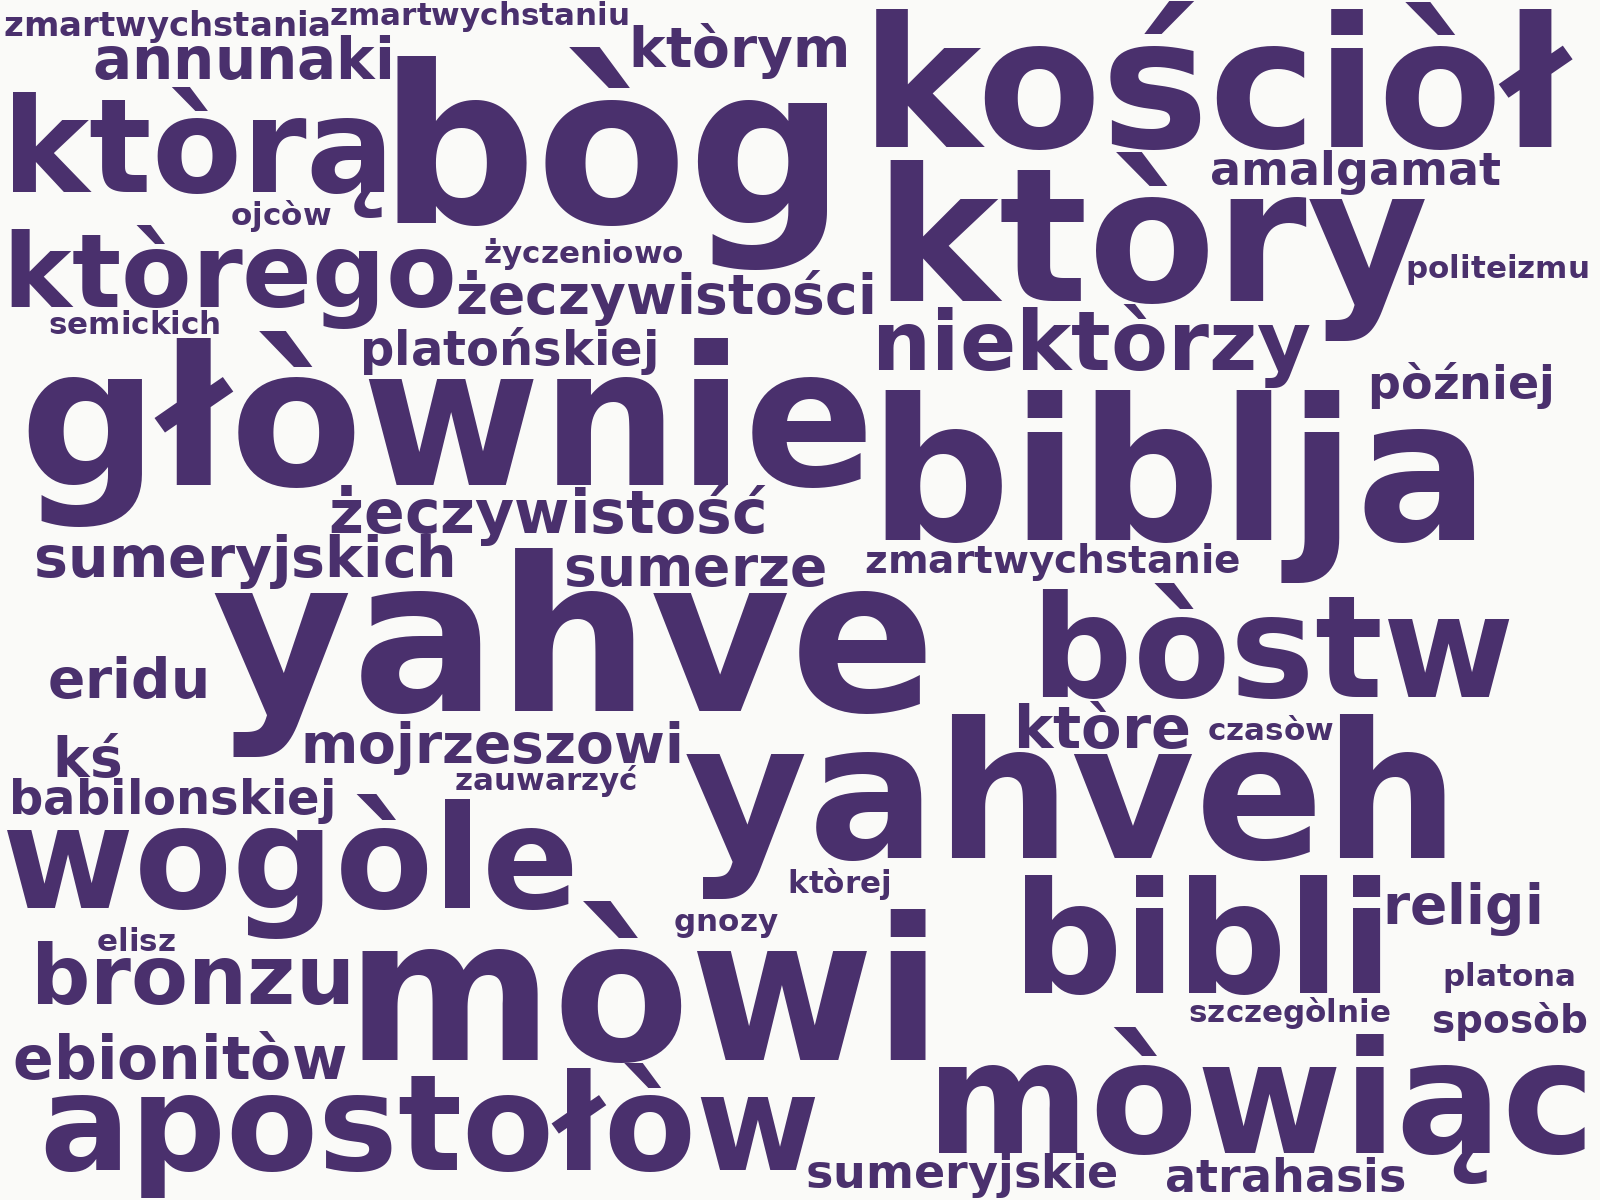 zmartwychstania
zmartwychstaniu
annunaki
ktòrym
bòg
kościòł
ktòrą
amalgamat
ktòry
ojcòw
ktòrego
życzeniowo
politeizmu
żeczywistości
semickich
niektòrzy
platońskiej
głòwnie
pòźniej
biblja
żeczywistość
sumeryjskich
sumerze
zmartwychstanie
yahve
bòstw
eridu
ktòre
czasòw
kś
mojrzeszowi
yahveh
zauwarzyć
babilonskiej
wogòle
ktòrej
bibli
religi
gnozy
elisz
bronzu
mòwi
platona
szczegòlnie
sposòb
ebionitòw
mòwiąc
apostołòw
sumeryjskie
atrahasis